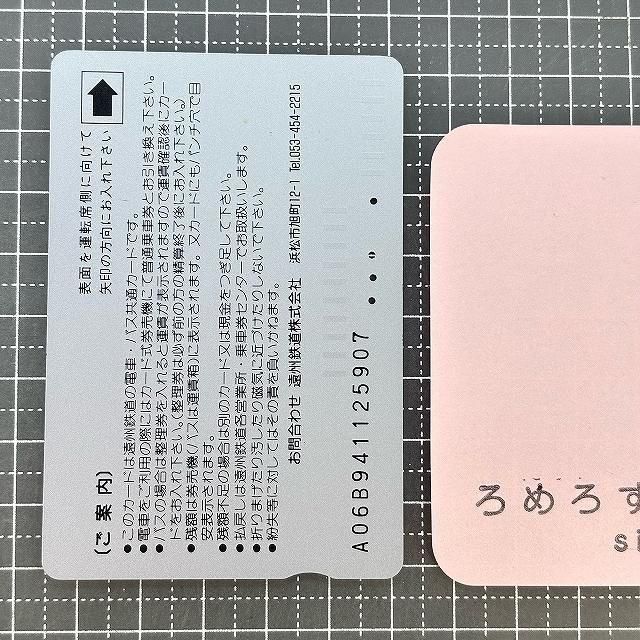 表面を運転席側に向けて
矢印の方向にお入れ下さい
(ご案内)
●このカードは遠州鉄道の電車・バス共通カードです。
●電車をご利用の際にはカード式券売機にて普通乗車券とお引き換え下さい。
●バスの場合は整理券を入れると運賃が表示されますので運賃確認後にカー
ドをお入れ下さい。(整理券は必ず前の方の精算終了後にお入れ下さい。)
●残額は券売機(バスは運賃箱)に表示されます。又カードにもパンチ穴で目
安表示されます。
●残額不足の場合は別のカード又は現金をつぎ足して下さい。
●払戻しは遠州鉄道各営業所・乗車券センターでお取扱いします。
●折りまげたり汚したり磁気に近づけたりしないで下さい。
●紛失等に対してはその責を負いかねます。
お問合わせ 遠州鉄道株式会社 浜松市旭町12-1 Tel.053-454-2215
A06B941125907
ろめろす
si